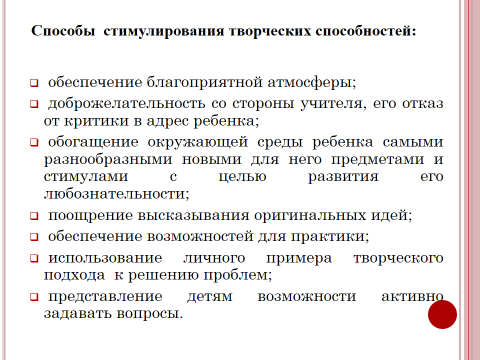 Способы стимулирования творческих способностей:
обеспечение благоприятной атмосферы;
доброжелательность со стороны учителя, его отказ
от критики в адрес ребенка;
обогащение окружающей среды ребенка самыми
разнообразными новыми для него предметами и
стимулами с целью развития его
любознательности;
поощрение высказывания оригинальных идей;
обеспечение возможностей для практики;
использование личного примера творческого
подхода к решению проблем;
представление детям возможности активно
задавать вопросы.